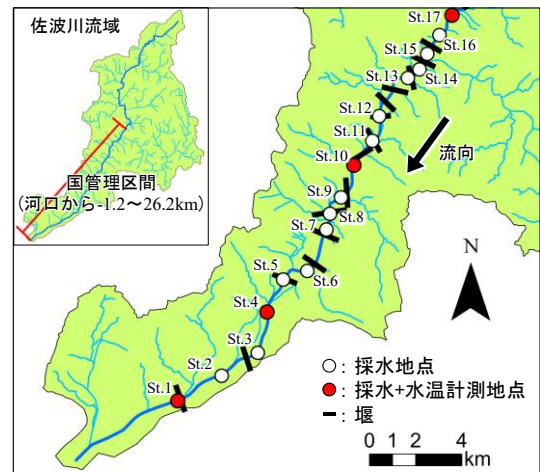 佐波川流域
国管理区間
(河口から-1.2～26.2km)
St.17
St.16
St.15
St.14
St.13
St.12
St.11
St.10
流向
St.9
St.8
St.7
St.6
St.5
St.4
St.3
St.2
St.1
N
○: 採水地点
●: 採水+水温計測地点
━: 堰
0 1 2 4
km